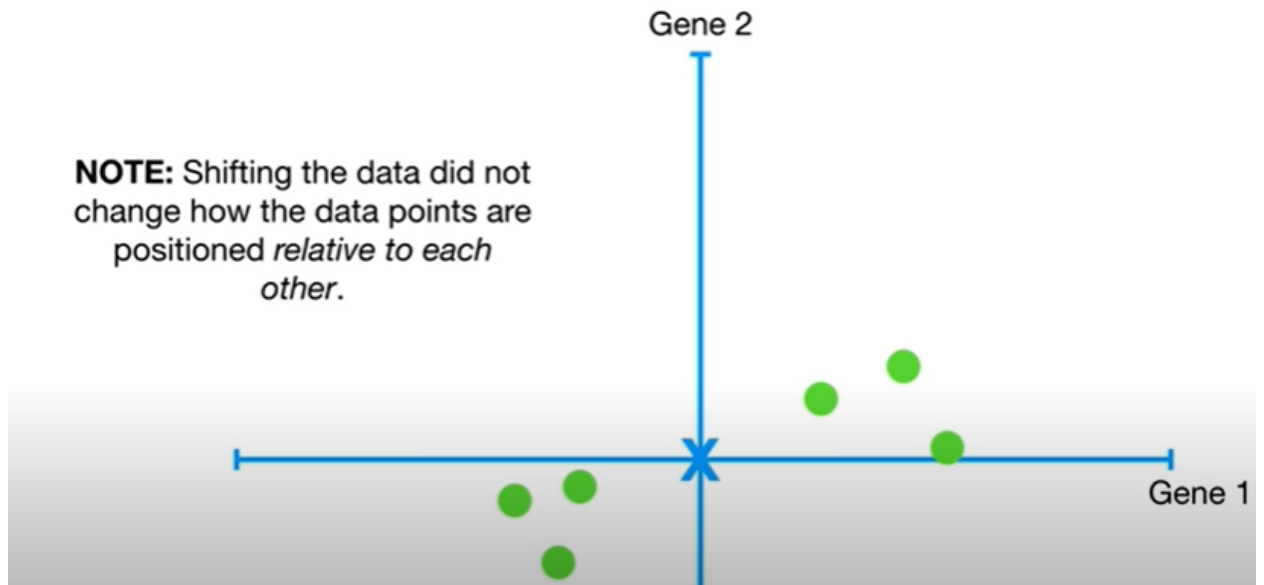 Gene 2
NOTE: Shifting the data did not
change how the data points are
positioned relative to each
other.
X
Gene 1